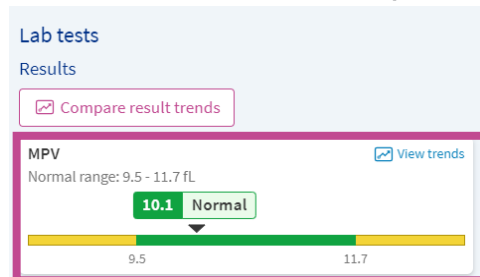 Lab tests
Results
Compare result trends
MPV View trends
Normal range: 9.5 - 11.7 fL
10.1 Normal
9.5 11.7